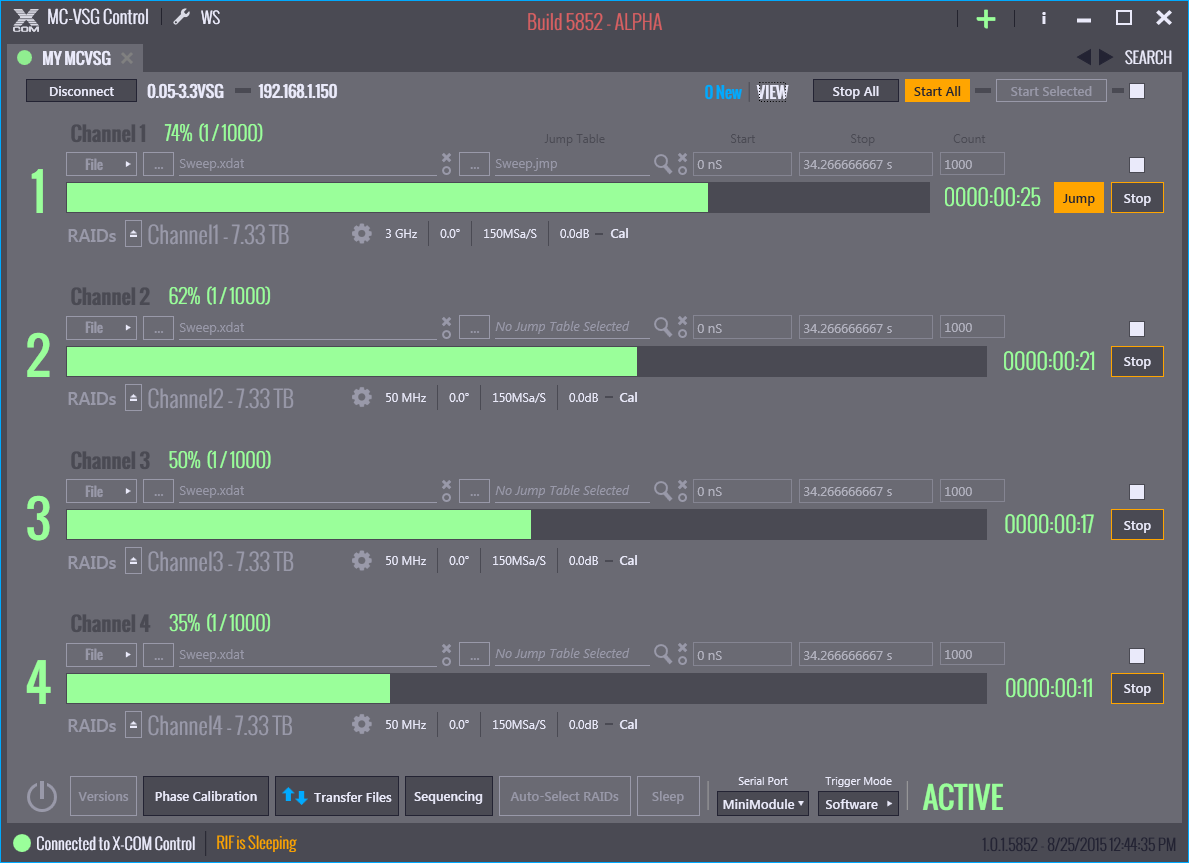 X COM MC-VSG Control WS Build 5852 - ALPHA + i
MY MCVSG SEARCH
Disconnect 0.05-3.3VSG 192.168.1.150 0 New VIEW Stop All Start All Start Selected
Channel 1 74% (1/1000) Jump Table Start Stop Count
1 File ... Sweep.xdat ... Sweep.jmp 0 nS 34.266666667 s 1000
0000:00:25 Jump Stop
RAIDs Channel1 - 7.33 TB 3 GHz 0.0° 150MSa/S 0.0dB Cal
Channel 2 62% (1/1000)
2 File ... Sweep.xdat ... No Jump Table Selected 0 nS 34.266666667 s 1000
0000:00:21 Stop
RAIDs Channel2 - 7.33 TB 50 MHz 0.0° 150MSa/S 0.0dB Cal
Channel 3 50% (1/1000)
3 File ... Sweep.xdat ... No Jump Table Selected 0 nS 34.266666667 s 1000
0000:00:17 Stop
RAIDs Channel3 - 7.33 TB 50 MHz 0.0° 150MSa/S 0.0dB Cal
Channel 4 35% (1/1000)
4 File ... Sweep.xdat ... No Jump Table Selected 0 nS 34.266666667 s 1000
0000:00:11 Stop
RAIDs Channel4 - 7.33 TB 50 MHz 0.0° 150MSa/S 0.0dB Cal
Serial Port Trigger Mode
Versions Phase Calibration Transfer Files Sequencing Auto-Select RAIDs Sleep MiniModule Software ACTIVE
Connected to X-COM Control RIF is Sleeping 1.0.1.5852 - 8/25/2015 12:44:35 PM